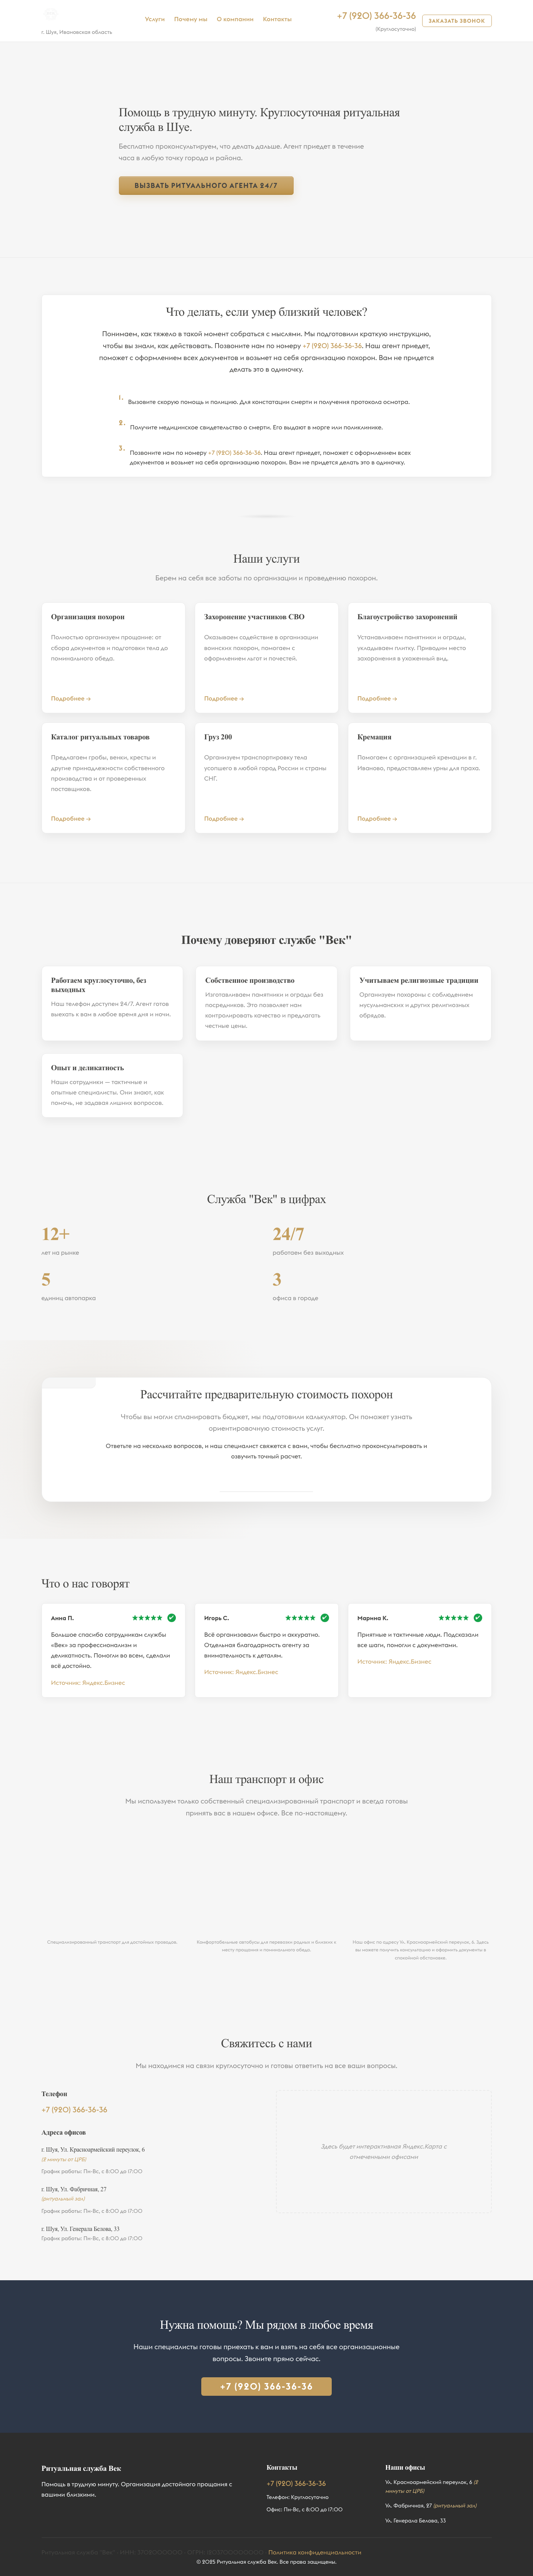 г. Шуя, Ивановская область
Услуги Почему мы О компании Контакты
+7 (920) 366-36-36
(Круглосуточно)
ЗАКАЗАТЬ ЗВОНОК
Помощь в трудную минуту. Круглосуточная ритуальная
служба в Шуе.
Бесплатно проконсультируем, что делать дальше. Агент приедет в течение
часа в любую точку города и района.
ВЫЗВАТЬ РИТУАЛЬНОГО АГЕНТА 24/7
Что делать, если умер близкий человек?
Понимаем, как тяжело в такой момент собраться с мыслями. Мы подготовили краткую инструкцию,
чтобы вы знали, как действовать. Позвоните нам по номеру +7 (920) 366-36-36. Наш агент приедет,
поможет с оформлением всех документов и возьмет на себя организацию похорон. Вам не придется
делать это в одиночку.
1. Вызовите скорую помощь и полицию. Для констатации смерти и получения протокола осмотра.
2. Получите медицинское свидетельство о смерти. Его выдают в морге или поликлинике.
3. Позвоните нам по номеру +7 (920) 366-36-36. Наш агент приедет, поможет с оформлением всех
документов и возьмет на себя организацию похорон. Вам не придется делать это в одиночку.
Наши услуги
Берем на себя все заботы по организации и проведению похорон.
Организация похорон
Полностью организуем прощание: от
сбора документов и подготовки тела до
поминального обеда.
Подробнее →
Захоронение участников СВО
Оказываем содействие в организации
воинских похорон, помогаем с
оформлением льгот и почестей.
Подробнее →
Благоустройство захоронений
Устанавливаем памятники и ограды,
укладываем плитку. Приводим места
захоронения в ухоженный вид.
Подробнее →
Каталог ритуальных товаров
Предлагаем гробы, венки, кресты и
другие принадлежности собственного
производства и от проверенных
поставщиков.
Подробнее →
Груз 200
Организуем транспортировку тела
усопшего в любой город России и страны
СНГ.
Подробнее →
Кремация
Помогаем с организацией кремации в г.
Иваново, предоставляем урны для праха.
Подробнее →
Почему доверяют службе "Век"
Работаем круглосуточно, без
выходных
Наш телефон доступен 24/7. Агент готов
выехать к вам в любое время дня и ночи.
Собственное производство
Изготавливаем памятники и ограды без
посредников. Это позволяет нам
контролировать качество и предлагать
честные цены.
Учитываем религиозные традиции
Организуем похороны с соблюдением
мусульманских и других религиозных
обрядов.
Опыт и деликатность
Наши сотрудники — тактичные и
опытные специалисты. Они знают, как
помочь, не задавая лишних вопросов.
Служба "Век" в цифрах
12+
лет на рынке
24/7
работаем без выходных
5
единиц автопарка
3
офиса в городе
Рассчитайте предварительную стоимость похорон
Чтобы вы могли спланировать бюджет, мы подготовили калькулятор. Он поможет узнать
ориентировочную стоимость услуг.
Ответьте на несколько вопросов, и наш специалист свяжется с вами, чтобы бесплатно проконсультировать и
озвучить точный расчет.
Что о нас говорят
Анна П. ★★★★★
Большое спасибо сотрудникам службы
«Век» за профессионализм и
деликатность. Помогли во всем, сделали
всё достойно.
Источник: Яндекс.Бизнес
Игорь С. ★★★★★
Всё организовали быстро и аккуратно.
Отдельная благодарность агенту за
внимательность к деталям.
Источник: Яндекс.Бизнес
Марина К. ★★★★★
Приятные и тактичные люди. Подсказали
все шаги, помогли с документами.
Источник: Яндекс.Бизнес
Наш транспорт и офис
Мы используем только собственный специализированный транспорт и всегда готовы
принять вас в нашем офисе. Все по-настоящему.
Специализированный транспорт для достойных проводов.
Комфортабельные автобусы для перевозки родных и близких к
месту прощания и поминального обеда.
Наш офис по адресу Ул. Красноармейский переулок, 6. Здесь
вы можете получить консультацию и оформить документы в
спокойной обстановке.
Свяжитесь с нами
Мы находимся на связи круглосуточно и готовы ответить на все ваши вопросы.
Телефон
+7 (920) 366-36-36
Адреса офисов
г. Шуя, Ул. Красноармейский переулок, 6
(2 минуты от ЦРБ)
График работы: Пн-Вс, с 8:00 до 17:00
г. Шуя, Ул. Фабричная, 27
(ритуальный зал)
График работы: Пн-Вс, с 8:00 до 17:00
г. Шуя, Ул. Генерала Белова, 33
График работы: Пн-Вс, с 8:00 до 17:00
Здесь будет интерактивная Яндекс.Карта с
отмеченными офисами
Нужна помощь? Мы рядом в любое время
Наши специалисты готовы приехать к вам и взять на себя все организационные
вопросы. Звоните прямо сейчас.
+7 (920) 366-36-36
Ритуальная служба Век
Помощь в трудную минуту. Организация достойного прощания с
вашими близкими.
Контакты
+7 (920) 366-36-36
Телефон: Круглосуточно
Офис: Пн-Вс, с 8:00 до 17:00
Наши офисы
Ул. Красноармейский переулок, 6 (2
минуты от ЦРБ)
Ул. Фабричная, 27 (ритуальный зал)
Ул. Генерала Белова, 33
Политика конфиденциальности
© 2025 Ритуальная служба Век. Все права защищены.